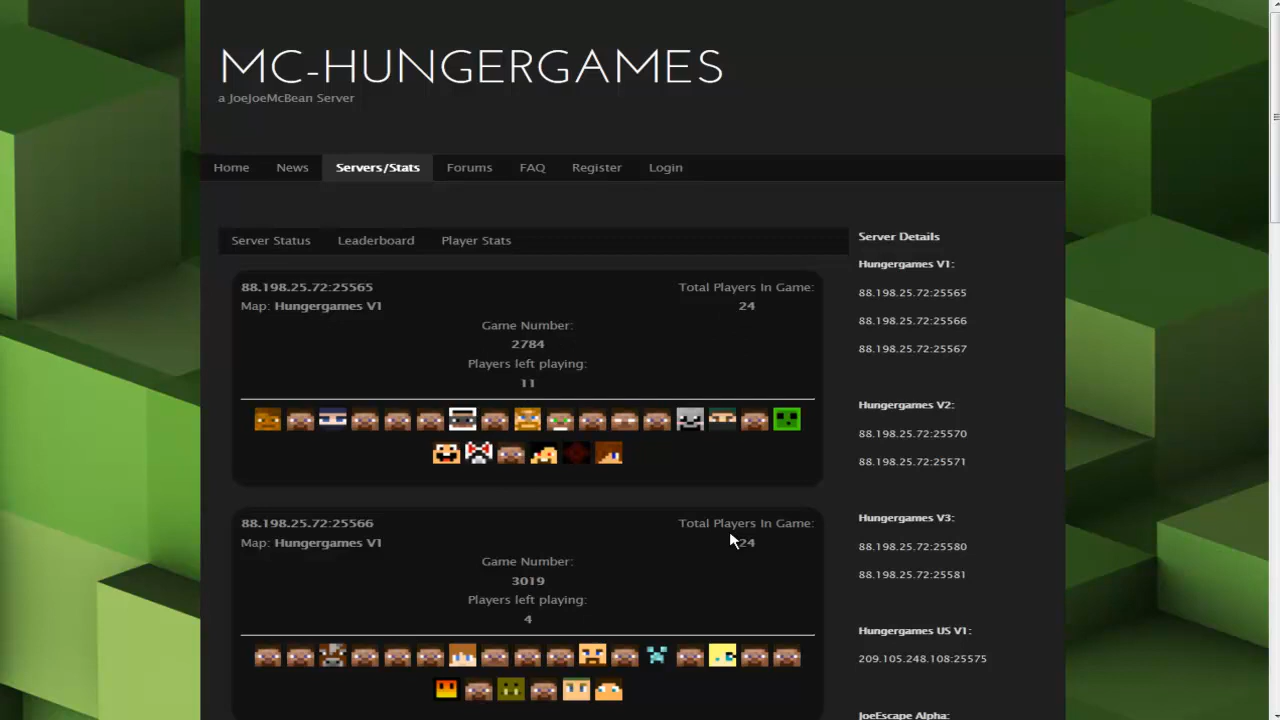 MC-HUNGERGAMES
a JoeJoeMcBean Server
Home News Servers/Stats Forums FAQ Register Login
Server Status Leaderboard Player Stats
88.198.25.72:25565 Total Players In Game:
Map: Hungergames V1 24
Game Number:
2784
Players left playing:
11
88.198.25.72:25566 Total Players In Game:
Map: Hungergames V1 24
Game Number:
3019
Players left playing:
4
Server Details
Hungergames V1:
88.198.25.72:25565
88.198.25.72:25566
88.198.25.72:25567
Hungergames V2:
88.198.25.72:25570
88.198.25.72:25571
Hungergames V3:
88.198.25.72:25580
88.198.25.72:25581
Hungergames US V1:
209.105.248.108:25575
JoeEscape Alpha: